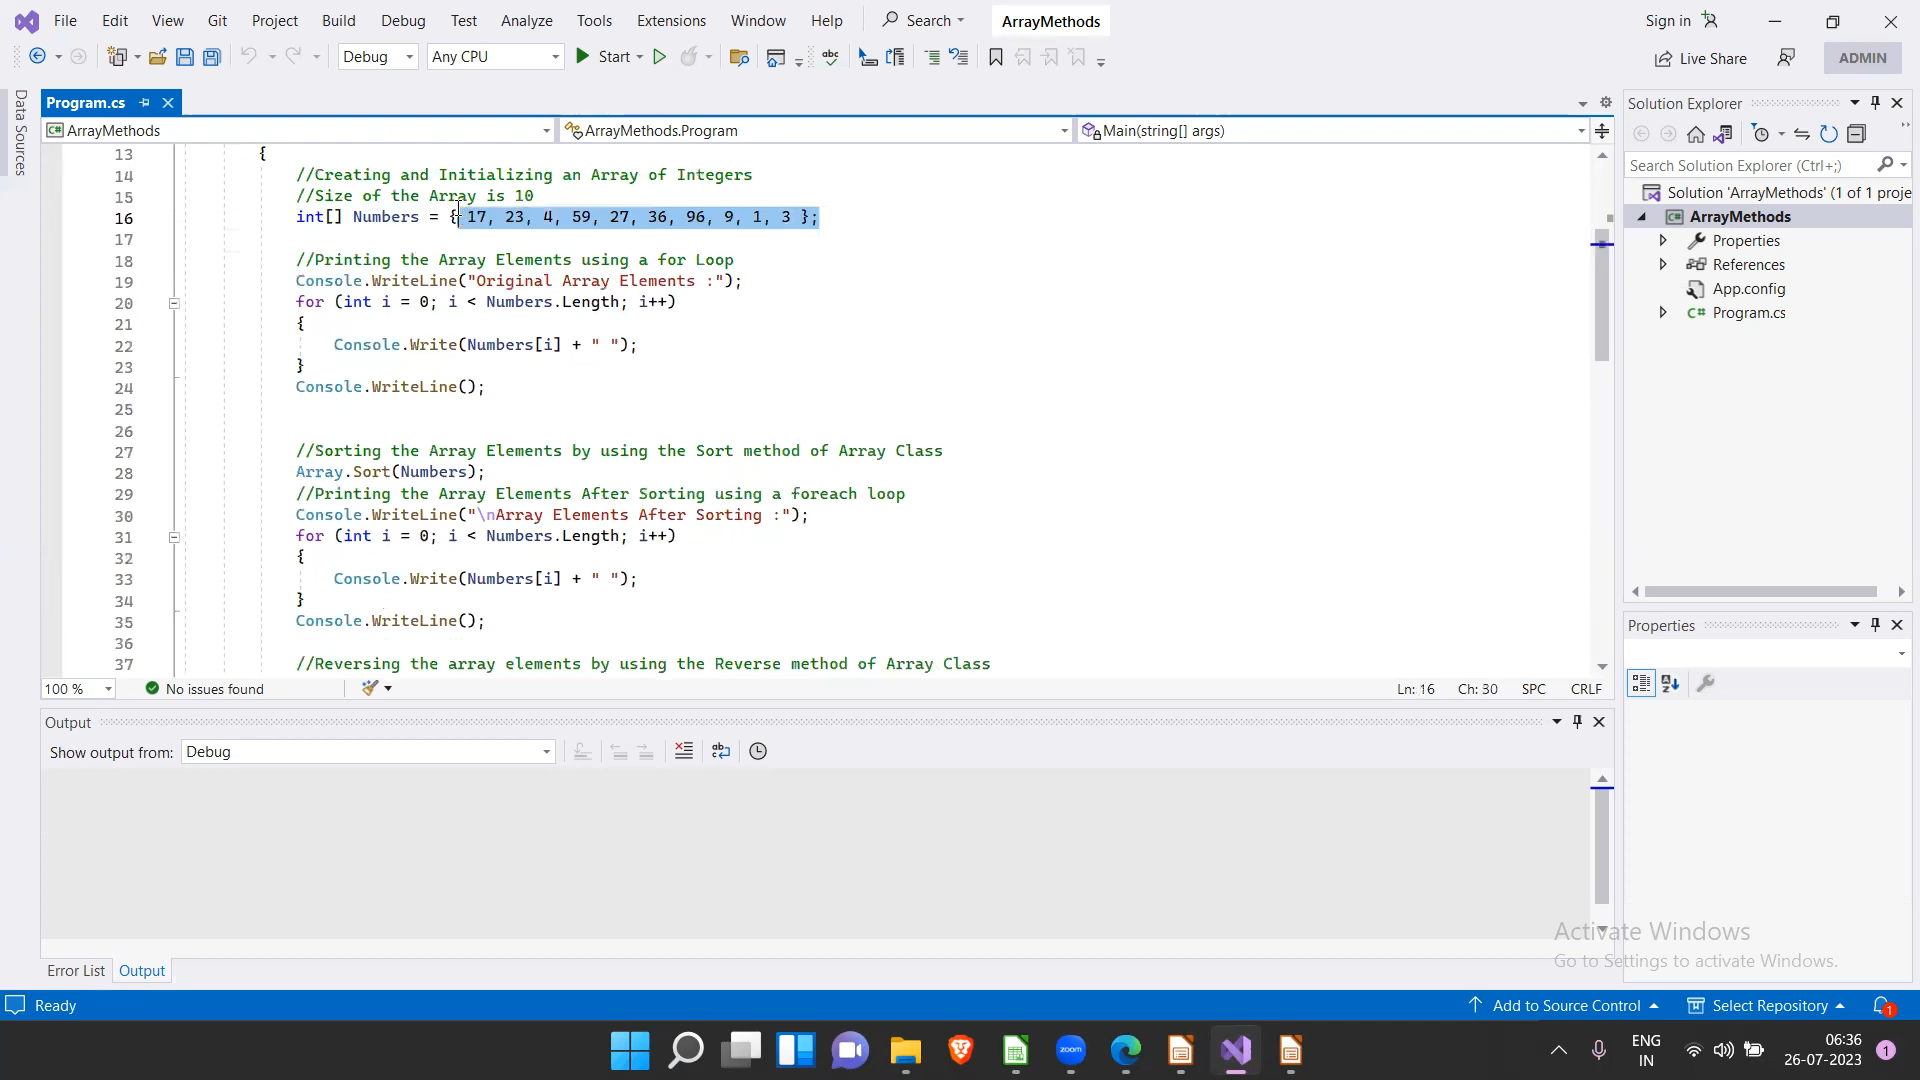 File Edit View Git Project Build Debug Test Analyze Tools Extensions Window Help Search ArrayMethods Sign in
Debug Any CPU Start Live Share ADMIN
Data Sources
Program.cs
ArrayMethods ArrayMethods.Program Main(string[] args)
13 {
14 //Creating and Initializing an Array of Integers
15 //Size of the Array is 10
16 int[] Numbers = { 17, 23, 4, 59, 27, 36, 96, 9, 1, 3 };
17
18 //Printing the Array Elements using a for Loop
19 Console.WriteLine("Original Array Elements :");
20 for (int i = 0; i < Numbers.Length; i++)
21 {
22 Console.Write(Numbers[i] + " ");
23 }
24 Console.WriteLine();
25
26
27 //Sorting the Array Elements by using the Sort method of Array Class
28 Array.Sort(Numbers);
29 //Printing the Array Elements After Sorting using a foreach loop
30 Console.WriteLine("\nArray Elements After Sorting :");
31 for (int i = 0; i < Numbers.Length; i++)
32 {
33 Console.Write(Numbers[i] + " ");
34 }
35 Console.WriteLine();
36
37 //Reversing the array elements by using the Reverse method of Array Class
100 % No issues found Ln: 16 Ch: 30 SPC CRLF
Output
Show output from: Debug
Error List Output
Solution Explorer
Search Solution Explorer (Ctrl+;)
Solution 'ArrayMethods' (1 of 1 proje
C# ArrayMethods
Properties
References
App.config
C# Program.cs
Properties
Activate Windows
Go to Settings to activate Windows.
Ready Add to Source Control Select Repository 1
zoom
ENG
IN
06:36
26-07-2023
1